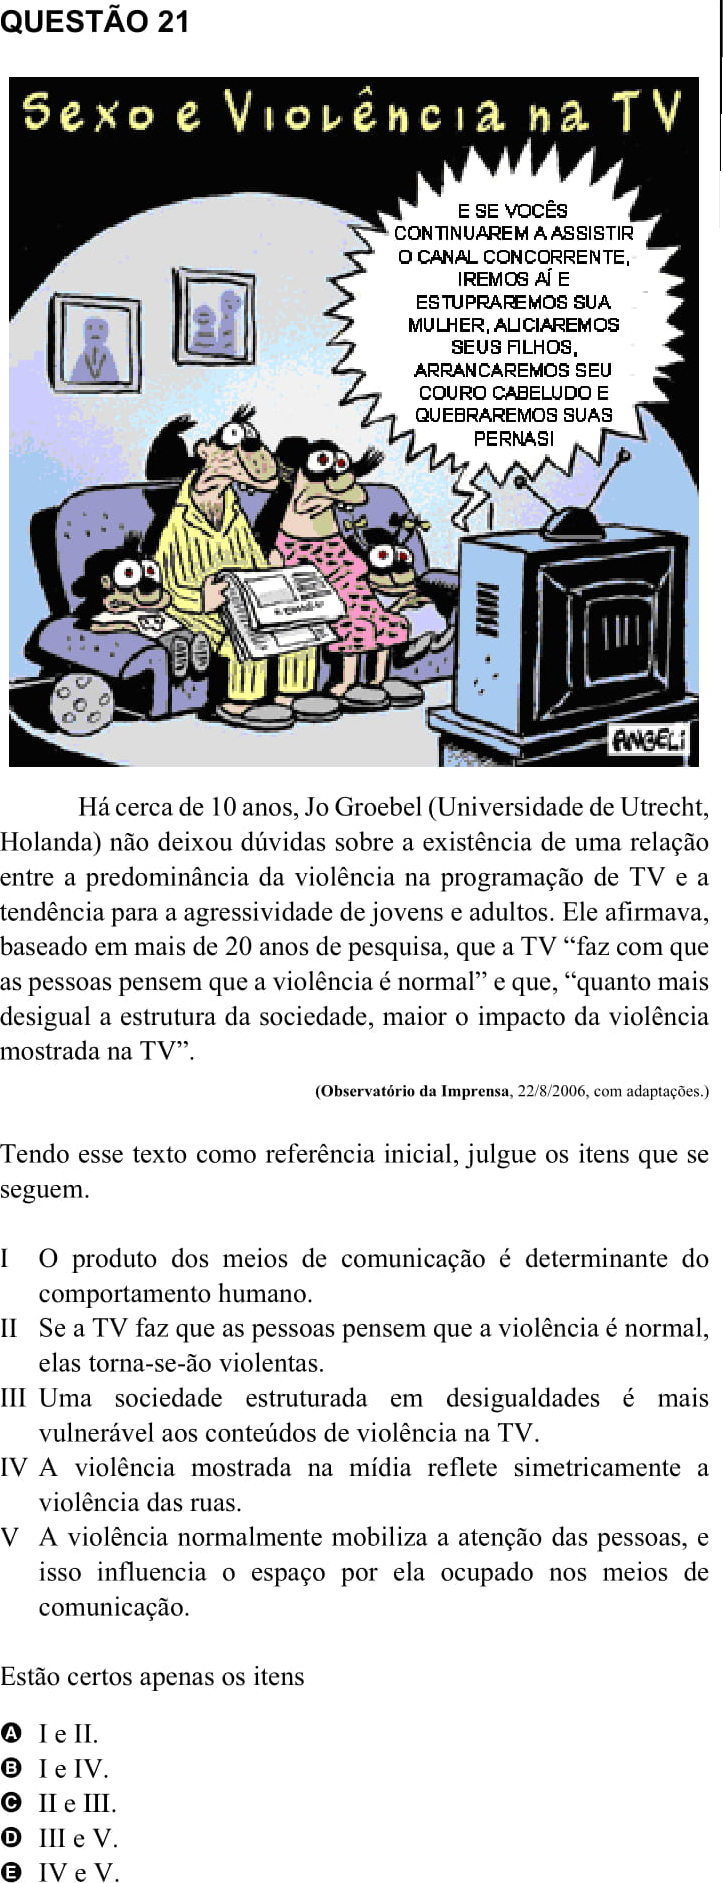 QUESTÃO 21
Sexo e Violência na TV
E SE VOCÊS
CONTINUAREM A ASSISTIR
O CANAL CONCORRENTE,
IREMOS AÍ E
ESTUPRAREMOS SUA
MULHER, ALICIAREMOS
SEUS FILHOS,
ARRANCAREMOS SEU
COURO CABELUDO E
QUEBRAREMOS SUAS
PERNAS!
ANGELI
Há cerca de 10 anos, Jo Groebel (Universidade de Utrecht,
Holanda) não deixou dúvidas sobre a existência de uma relação
entre a predominância da violência na programação de TV e a
tendência para a agressividade de jovens e adultos. Ele afirmava,
baseado em mais de 20 anos de pesquisa, que a TV “faz com que
as pessoas pensem que a violência é normal” e que, “quanto mais
desigual a estrutura da sociedade, maior o impacto da violência
mostrada na TV”.
(Observatório da Imprensa, 22/8/2006, com adaptações.)
Tendo esse texto como referência inicial, julgue os itens que se
seguem.
I O produto dos meios de comunicação é determinante do
comportamento humano.
II Se a TV faz que as pessoas pensem que a violência é normal,
elas torna-se-ão violentas.
III Uma sociedade estruturada em desigualdades é mais
vulnerável aos conteúdos de violência na TV.
IV A violência mostrada na mídia reflete simetricamente a
violência das ruas.
V A violência normalmente mobiliza a atenção das pessoas, e
isso influencia o espaço por ela ocupado nos meios de
comunicação.
Estão certos apenas os itens
A I e II.
B I e IV.
C II e III.
D III e V.
E IV e V.